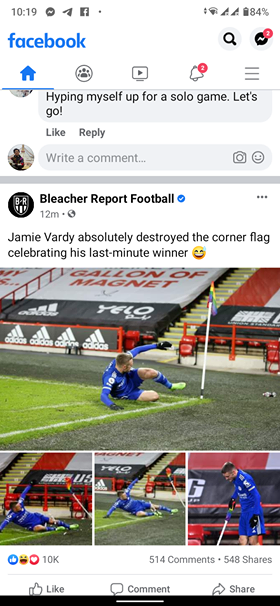 10:19
84%
facebook
2
2
Hyping myself up for a solo game. Let's
go!
Like Reply
Write a comment...
B·R
Bleacher Report Football
12m ·
Jamie Vardy absolutely destroyed the corner flag
celebrating his last-minute winner 😅
GALLON OF
MAGNET
YELO
adidas adidas adidas
10K
514 Comments • 548 Shares
Like Comment Share